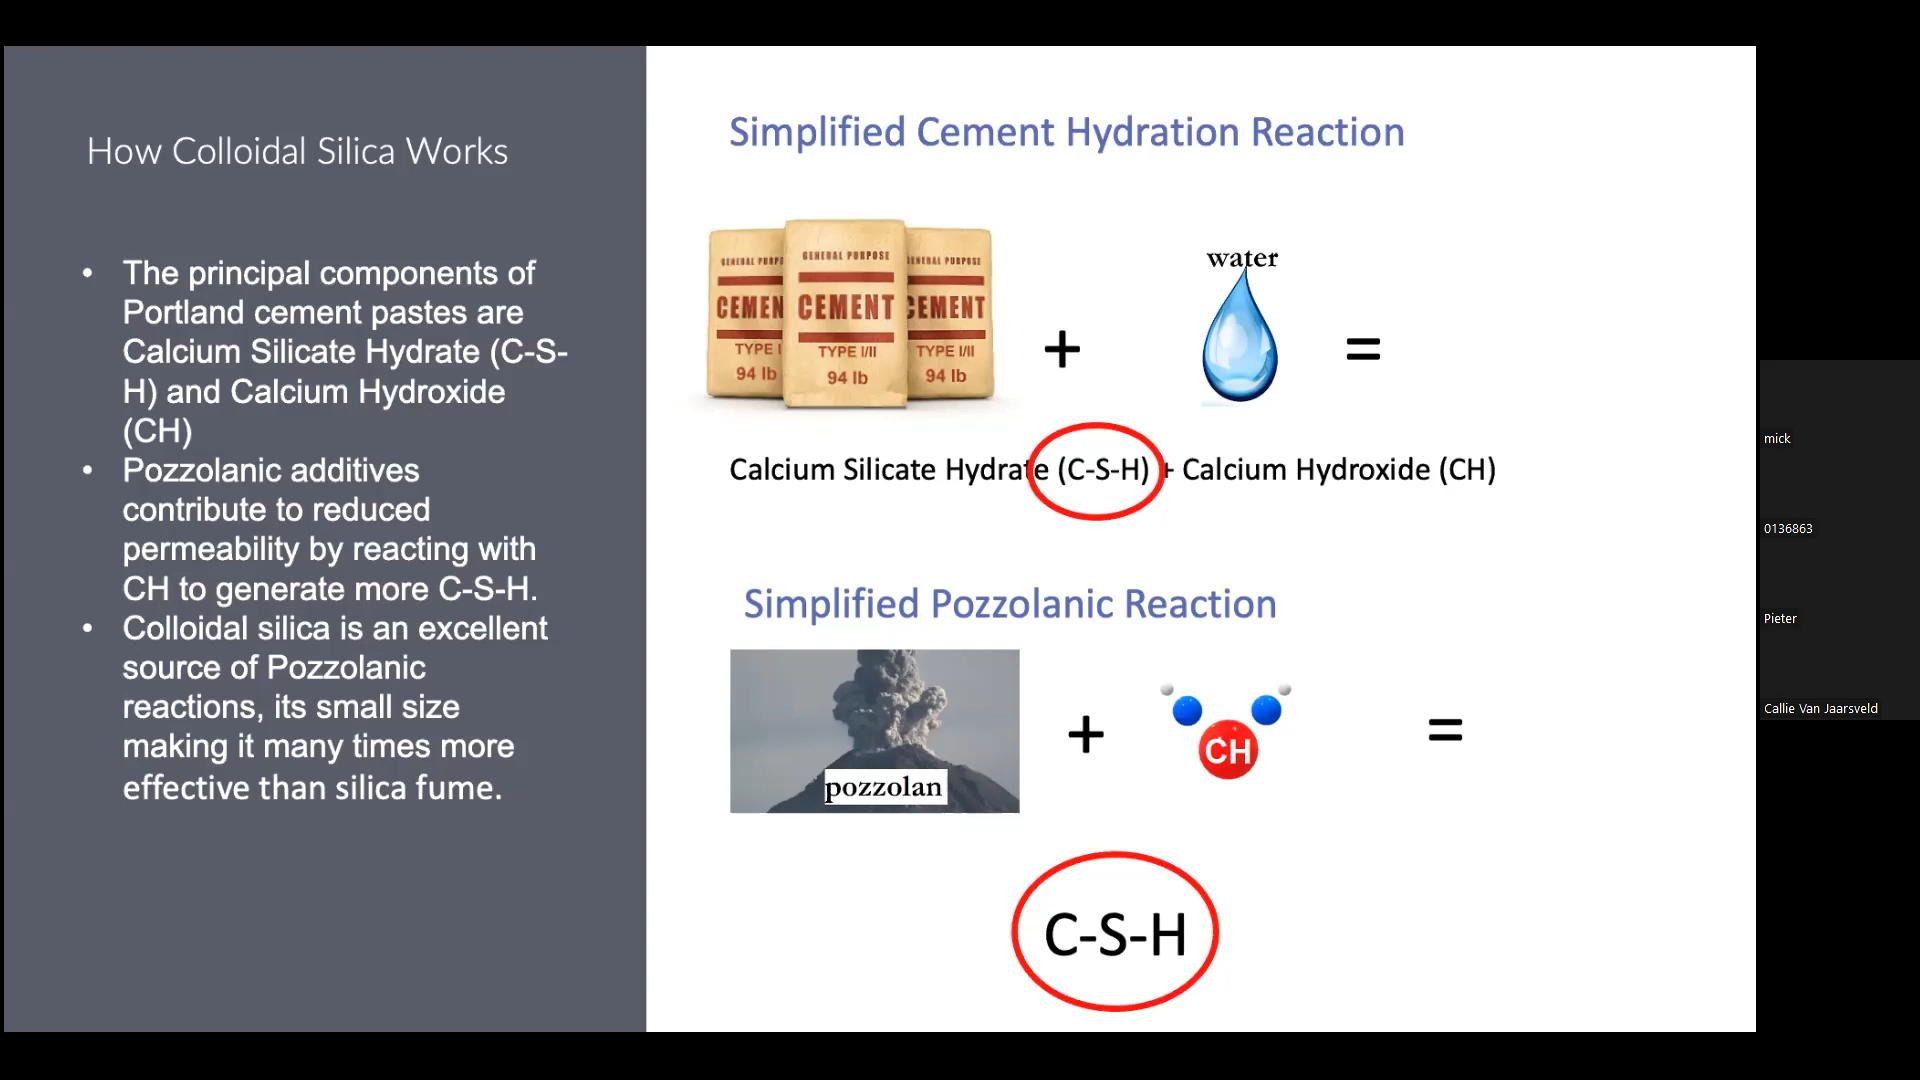 How Colloidal Silica Works
• The principal components of
Portland cement pastes are
Calcium Silicate Hydrate (C-S-
H) and Calcium Hydroxide
(CH)
• Pozzolanic additives
contribute to reduced
permeability by reacting with
CH to generate more C-S-H.
• Colloidal silica is an excellent
source of Pozzolanic
reactions, its small size
making it many times more
effective than silica fume.
Simplified Cement Hydration Reaction
GENERAL PURP
CEMEN
TYPE I
94 lb
GENERAL PURPOSE
CEMENT
TYPE I/II
94 lb
GENERAL PURPOSE
CEMENT
TYPE I/II
94 lb
+
water
=
Calcium Silicate Hydrate (C-S-H) + Calcium Hydroxide (CH)
Simplified Pozzolanic Reaction
pozzolan
+
CH
=
C-S-H
mick
0136863
Pieter
Callie Van Jaarsveld